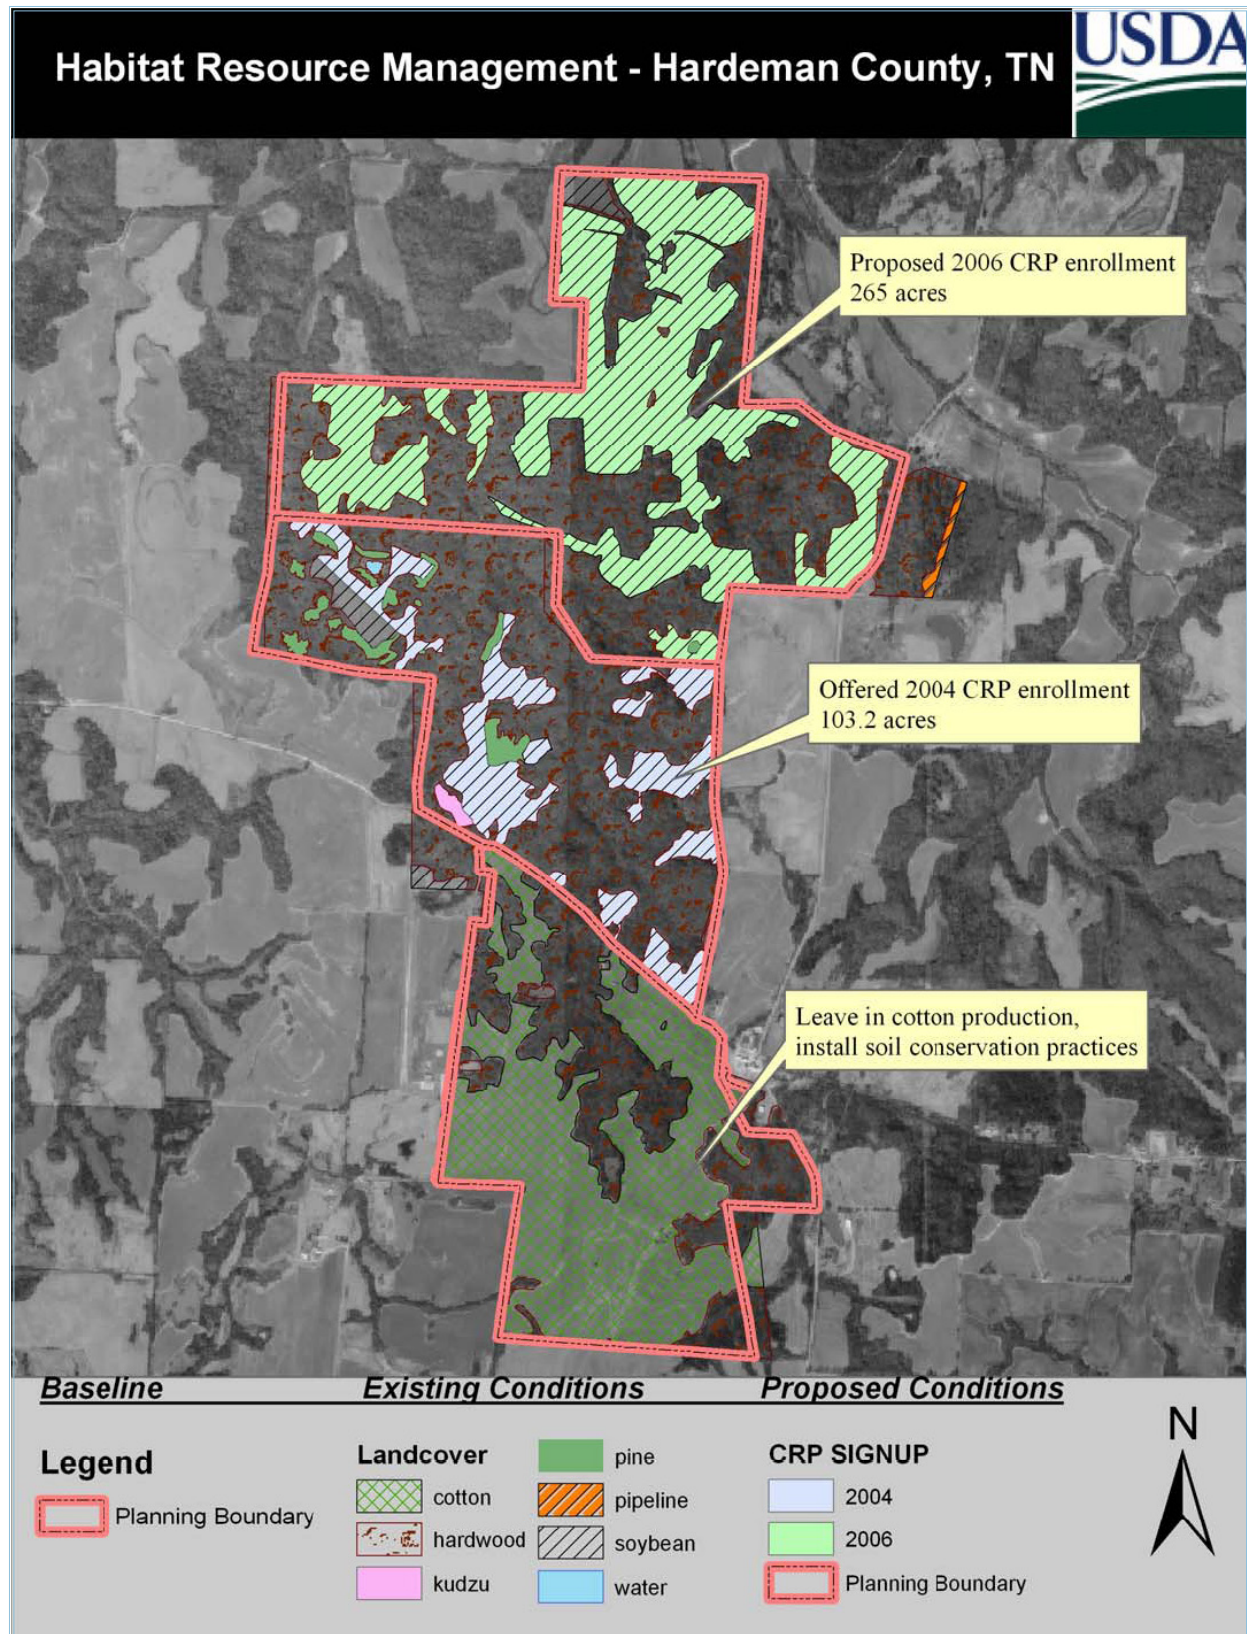 Habitat Resource Management - Hardeman County, TN
USDA
Proposed 2006 CRP enrollment
265 acres
Offered 2004 CRP enrollment
103.2 acres
Leave in cotton production,
install soil conservation practices
Baseline
Existing Conditions
Proposed Conditions
Legend
Planning Boundary
Landcover
cotton
hardwood
kudzu
pine
pipeline
soybean
water
CRP SIGNUP
2004
2006
Planning Boundary
N